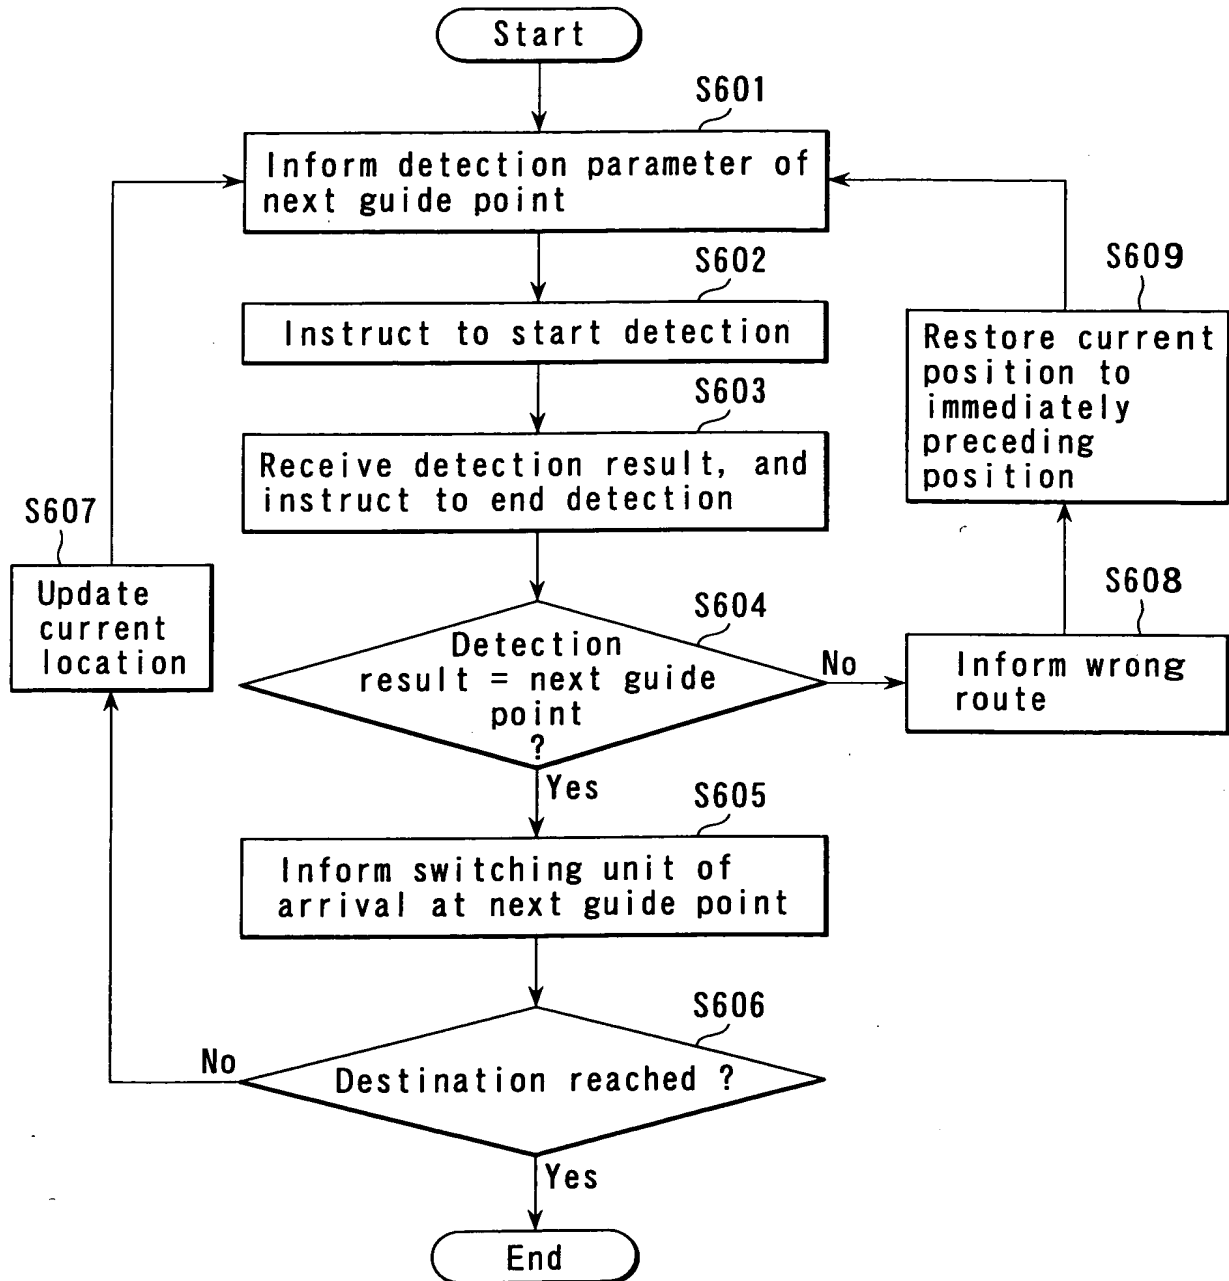 Start
S601
Inform detection parameter of
next guide point
S602
Instruct to start detection
S603
Receive detection result, and
instruct to end detection
S604
Detection
result = next guide
point
?
No
Yes
S605
Inform switching unit of
arrival at next guide point
S606
Destination reached ?
No
Yes
End
S607
Update
current
location
S608
Inform wrong
route
S609
Restore current
position to
immediately
preceding
position